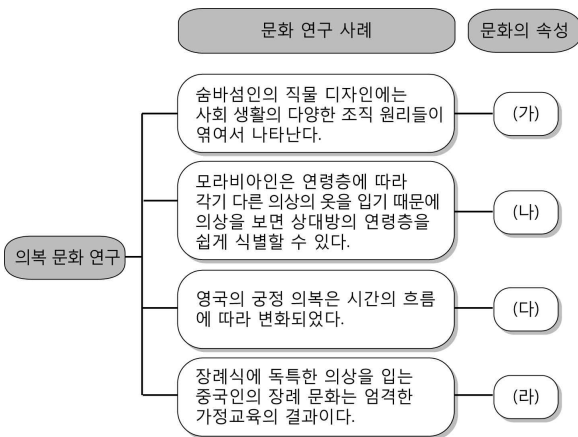 문화 연구 사례
문화의 속성
숨바섬인의 직물 디자인에는
사회 생활의 다양한 조직 원리들이
엮여서 나타난다.
(가)
모라비아인은 연령층에 따라
각기 다른 의상의 옷을 입기 때문에
의상을 보면 상대방의 연령층을
쉽게 식별할 수 있다.
(나)
의복 문화 연구
영국의 궁정 의복은 시간의 흐름
에 따라 변화되었다.
(다)
장례식에 독특한 의상을 입는
중국인의 장례 문화는 엄격한
가정교육의 결과이다.
(라)